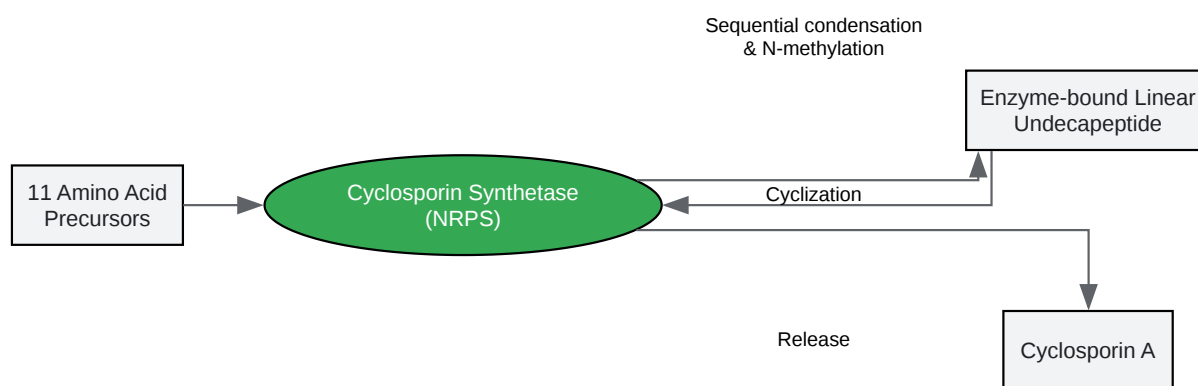 Sequential condensation
& N-methylation
Enzyme-bound Linear
Undecapeptide
11 Amino Acid
Precursors
Cyclosporin Synthetase
(NRPS)
Cyclization
Release
Cyclosporin A